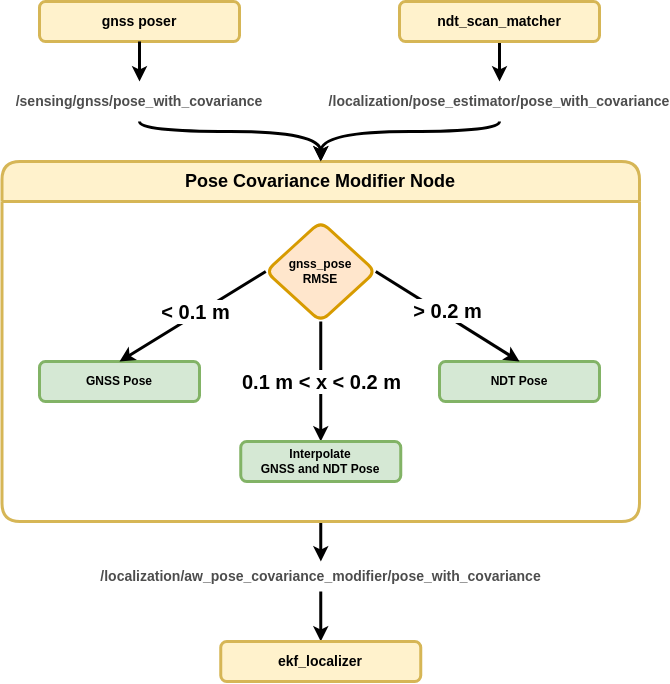 gnss poser
ndt_scan_matcher
/sensing/gnss/pose_with_covariance
/localization/pose_estimator/pose_with_covariance
Pose Covariance Modifier Node
gnss_pose
RMSE
< 0.1 m
> 0.2 m
GNSS Pose
0.1 m < x < 0.2 m
NDT Pose
Interpolate
GNSS and NDT Pose
/localization/aw_pose_covariance_modifier/pose_with_covariance
ekf_localizer